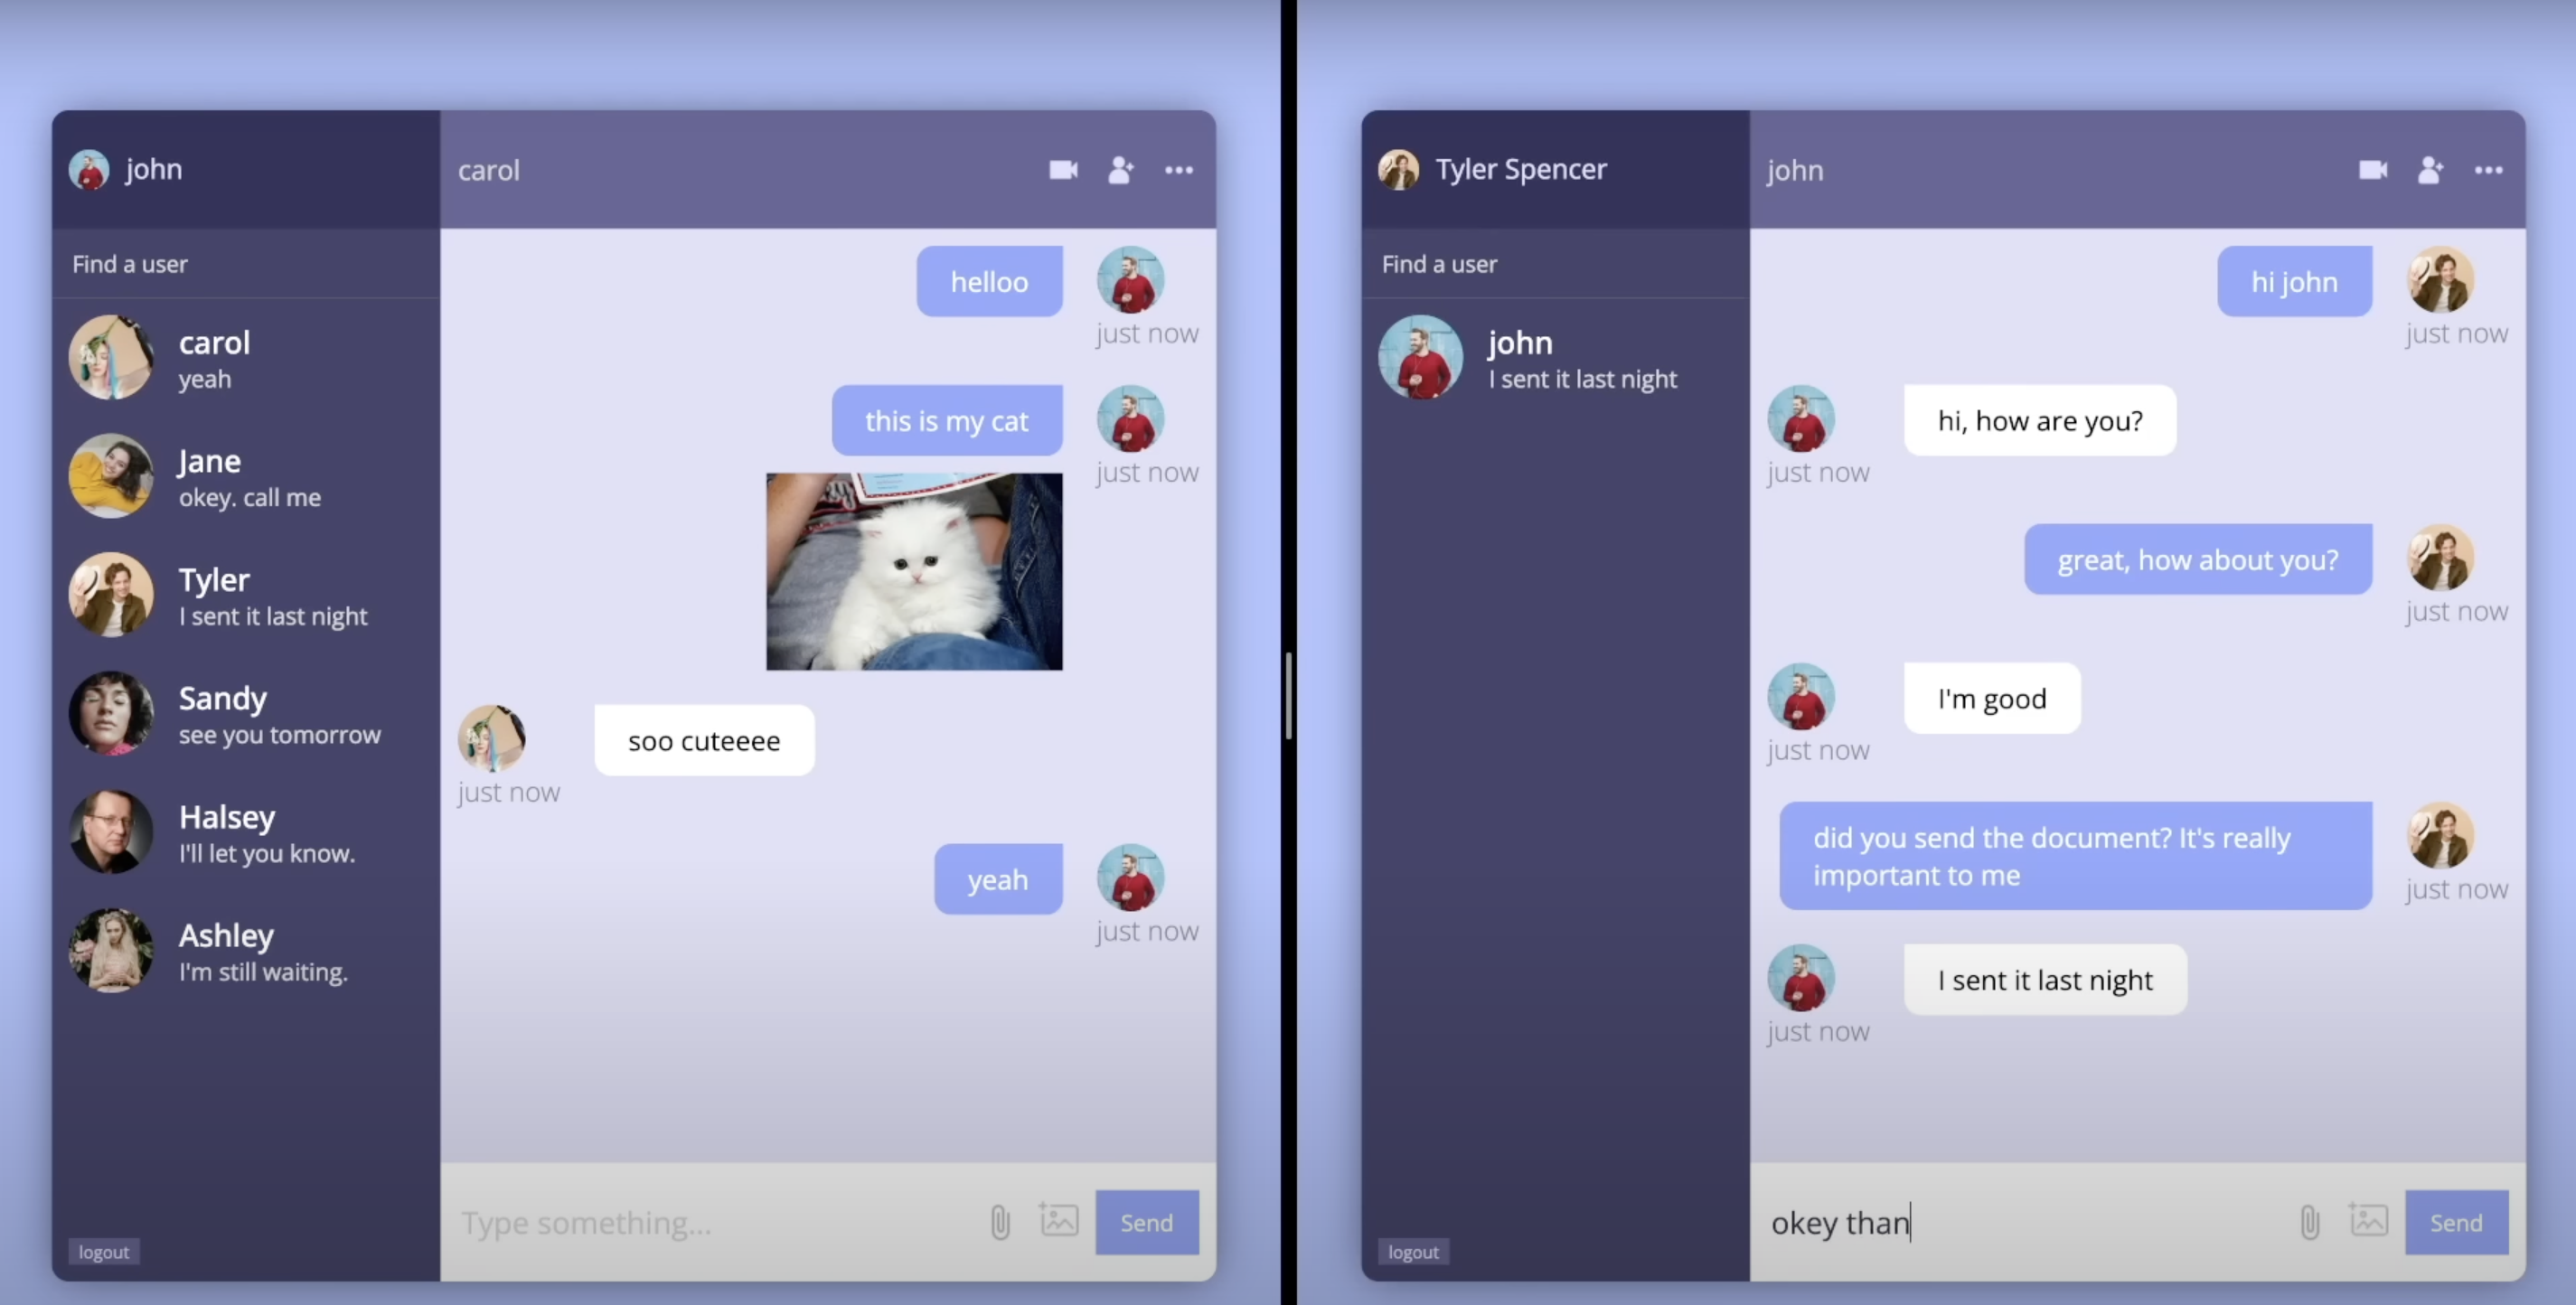 john
carol
Find a user
carol
yeah
Jane
okey. call me
Tyler
I sent it last night
Sandy
see you tomorrow
Halsey
I'll let you know.
Ashley
I'm still waiting.
logout
helloo
just now
this is my cat
just now
soo cuteeee
just now
yeah
just now
Type something...
Send
Tyler Spencer
john
Find a user
john
I sent it last night
logout
hi john
just now
hi, how are you?
just now
great, how about you?
just now
I'm good
just now
did you send the document? It's really
important to me
just now
I sent it last night
just now
okey than
Send